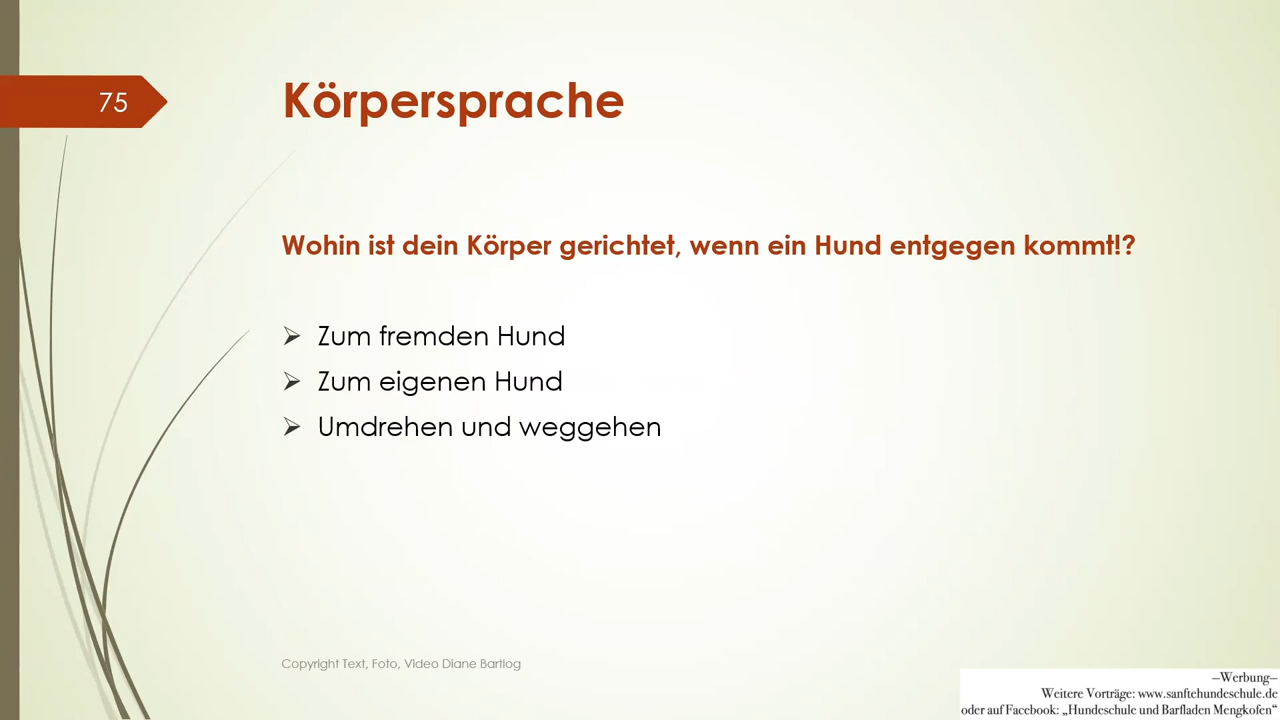 75
Körpersprache
Wohin ist dein Körper gerichtet, wenn ein Hund entgegen kommt!?
Zum fremden Hund
Zum eigenen Hund
Umdrehen und weggehen
Copyright Text, Foto, Video Diane Bartlog
–Werbung–
Weitere Vorträge: www.sanftehundeschule.de
oder auf Facebook: „Hundeschule und Barfladen Mengkofen“